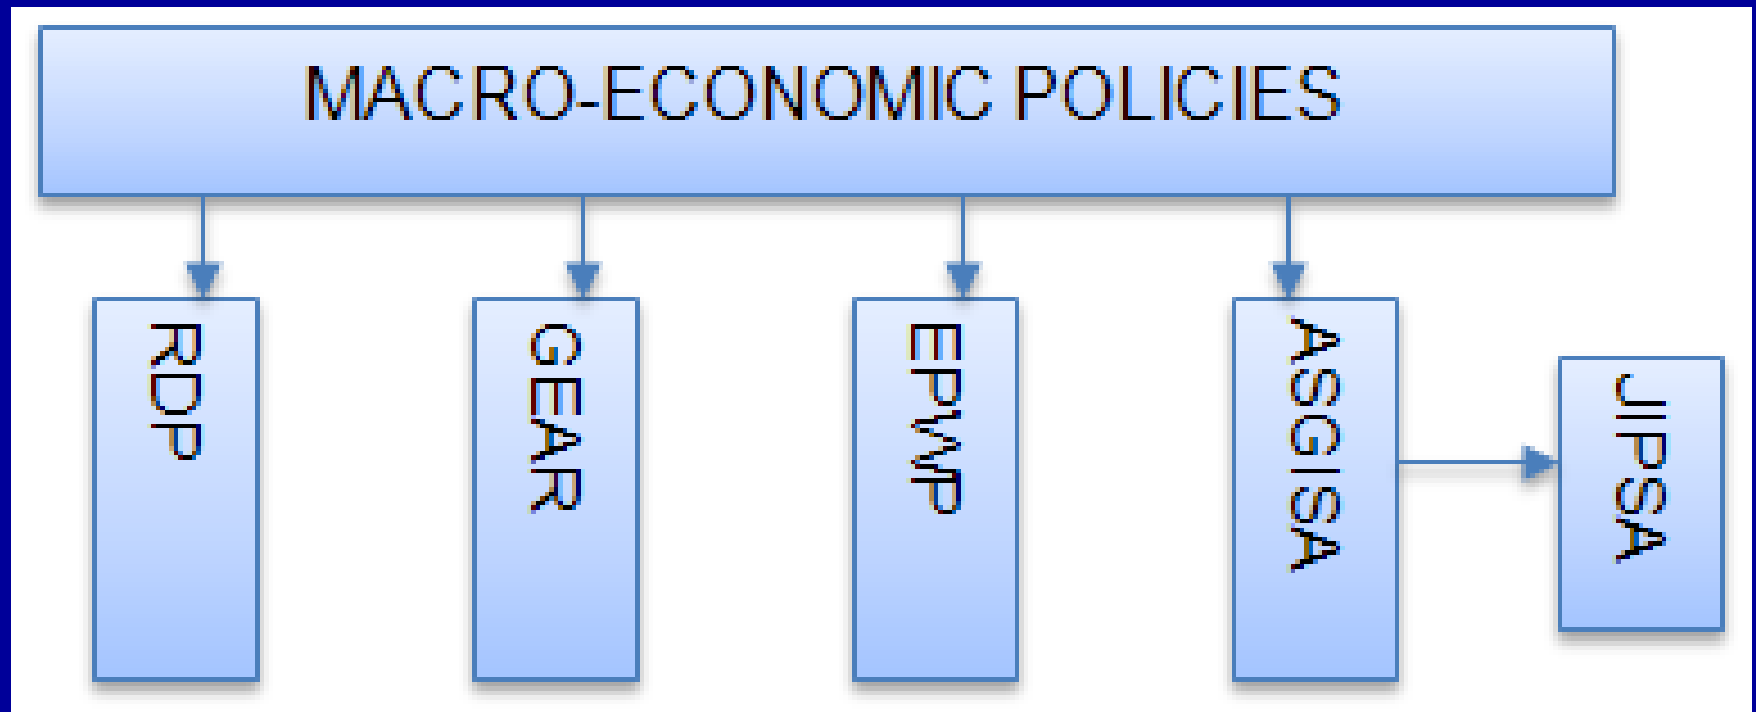 MACRO-ECONOMIC POLICIES
RDP
GEAR
EPWP
ASGISA
JIPSA